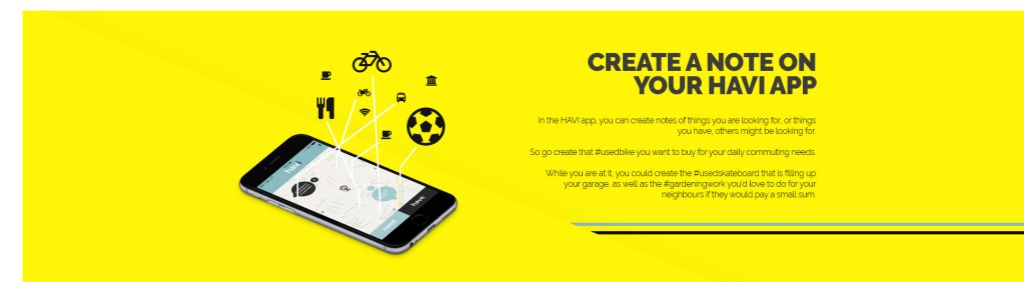 CREATE A NOTE ON
YOUR HAVI APP
In the HAVI app, you can create notes of things you are looking for, or things
you have, others might be looking for.
So go create that #usedbike you want to buy for your daily commuting needs.
While you are at it, you could create the #usedskateboard that is filling up
your garage, as well as the #gardeningwork you'd love to do for your
neighbours if they would pay a small sum.
havi
have